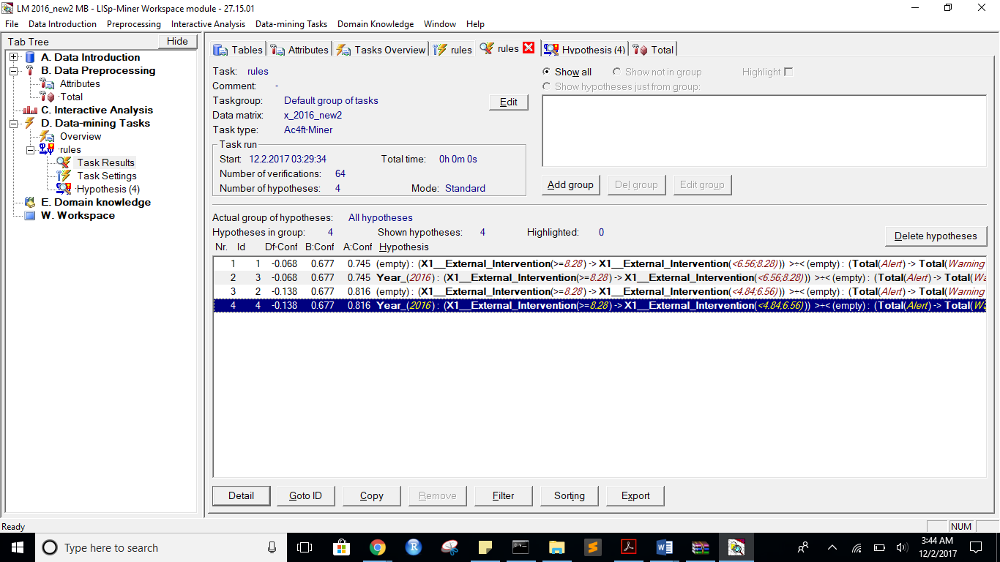 LM 2016_new2 MB - LISp-Miner Workspace module - 27.15.01
File Data Introduction Preprocessing Interactive Analysis Data-mining Tasks Domain Knowledge Window Help
Tab Tree Hide
A. Data Introduction
B. Data Preprocessing
Attributes
Total
C. Interactive Analysis
D. Data-mining Tasks
Overview
rules
Task Results
Task Settings
Hypothesis (4)
E. Domain knowledge
W. Workspace
Tables Attributes Tasks Overview rules rules Hypothesis (4) Total
Task: rules
Comment: -
Taskgroup: Default group of tasks
Data matrix: x_2016_new2
Task type: Ac4ft-Miner
Edit
Task run
Start: 12.2.2017 03:29:34 Total time: 0h 0m 0s
Number of verifications: 64
Number of hypotheses: 4 Mode: Standard
Show all Show not in group Highlight
Show hypotheses just from group:
Add group Del group Edit group
Actual group of hypotheses: All hypotheses
Hypotheses in group: 4 Shown hypotheses: 4 Highlighted: 0
Delete hypotheses
Nr. Id Df-Conf B:Conf A:Conf Hypothesis
1 1 -0.068 0.677 0.745 (empty) : (X1__External_Intervention(>=8.28) -> X1__External_Intervention(<6.56;8.28))) >÷< (empty) : (Total(Alert) -> Total(Warning
2 3 -0.068 0.677 0.745 Year_(2016) : (X1__External_Intervention(>=8.28) -> X1__External_Intervention(<6.56;8.28))) >÷< (empty) : (Total(Alert) -> Total(Wa
3 2 -0.138 0.677 0.816 (empty) : (X1__External_Intervention(>=8.28) -> X1__External_Intervention(<4.84;6.56))) >÷< (empty) : (Total(Alert) -> Total(Warning
4 4 -0.138 0.677 0.816 Year_(2016) : (X1__External_Intervention(>=8.28) -> X1__External_Intervention(<4.84;6.56))) >÷< (empty) : (Total(Alert) -> Total(Wa
Detail Goto ID Copy Remove Filter Sorting Export
Ready NUM
Type here to search
3:44 AM
12/2/2017